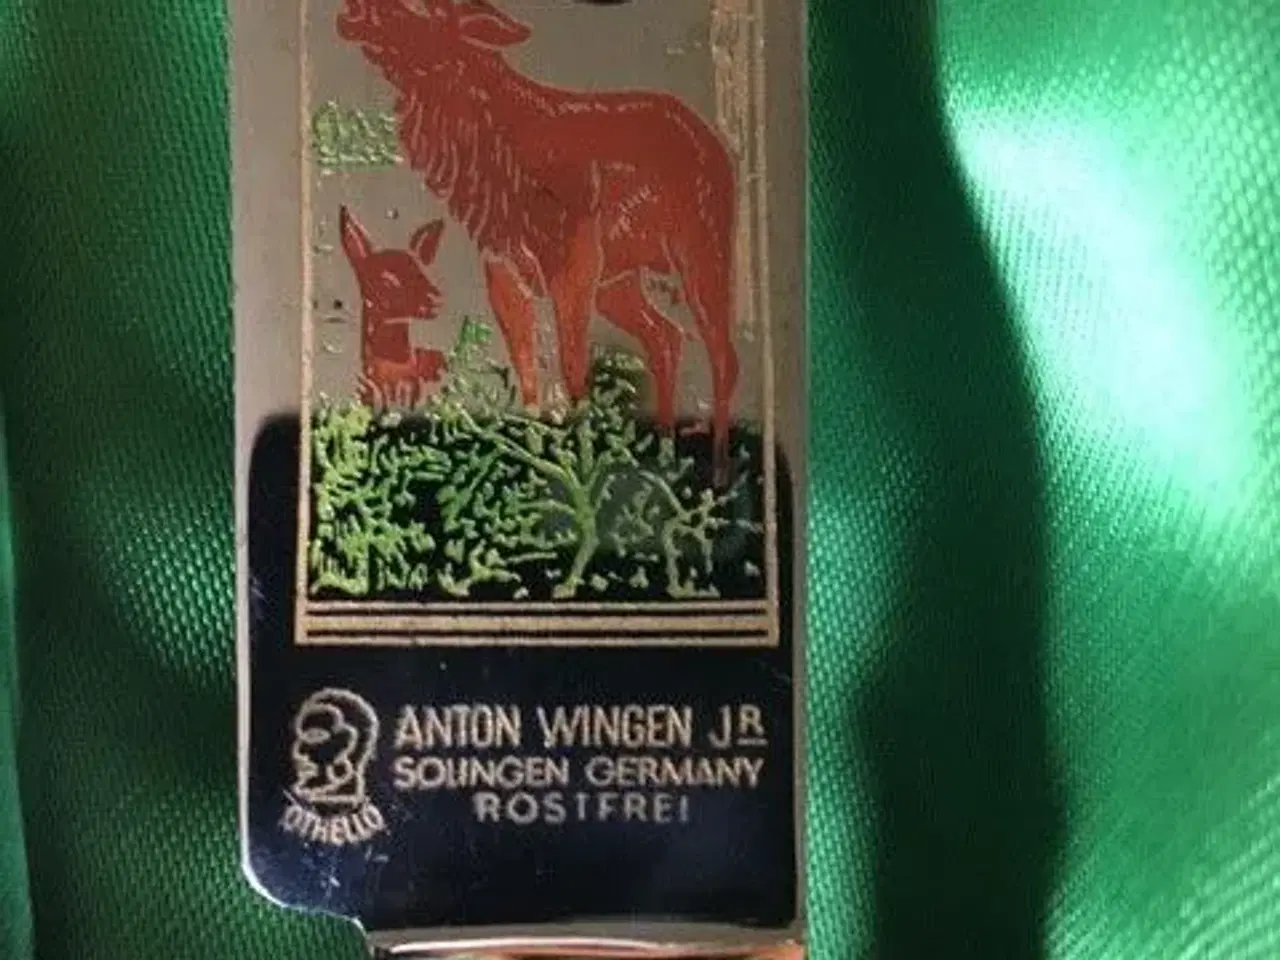 ANTON WINGEN JR
SOLINGEN GERMANY
ROSTFREI
OTHELLO